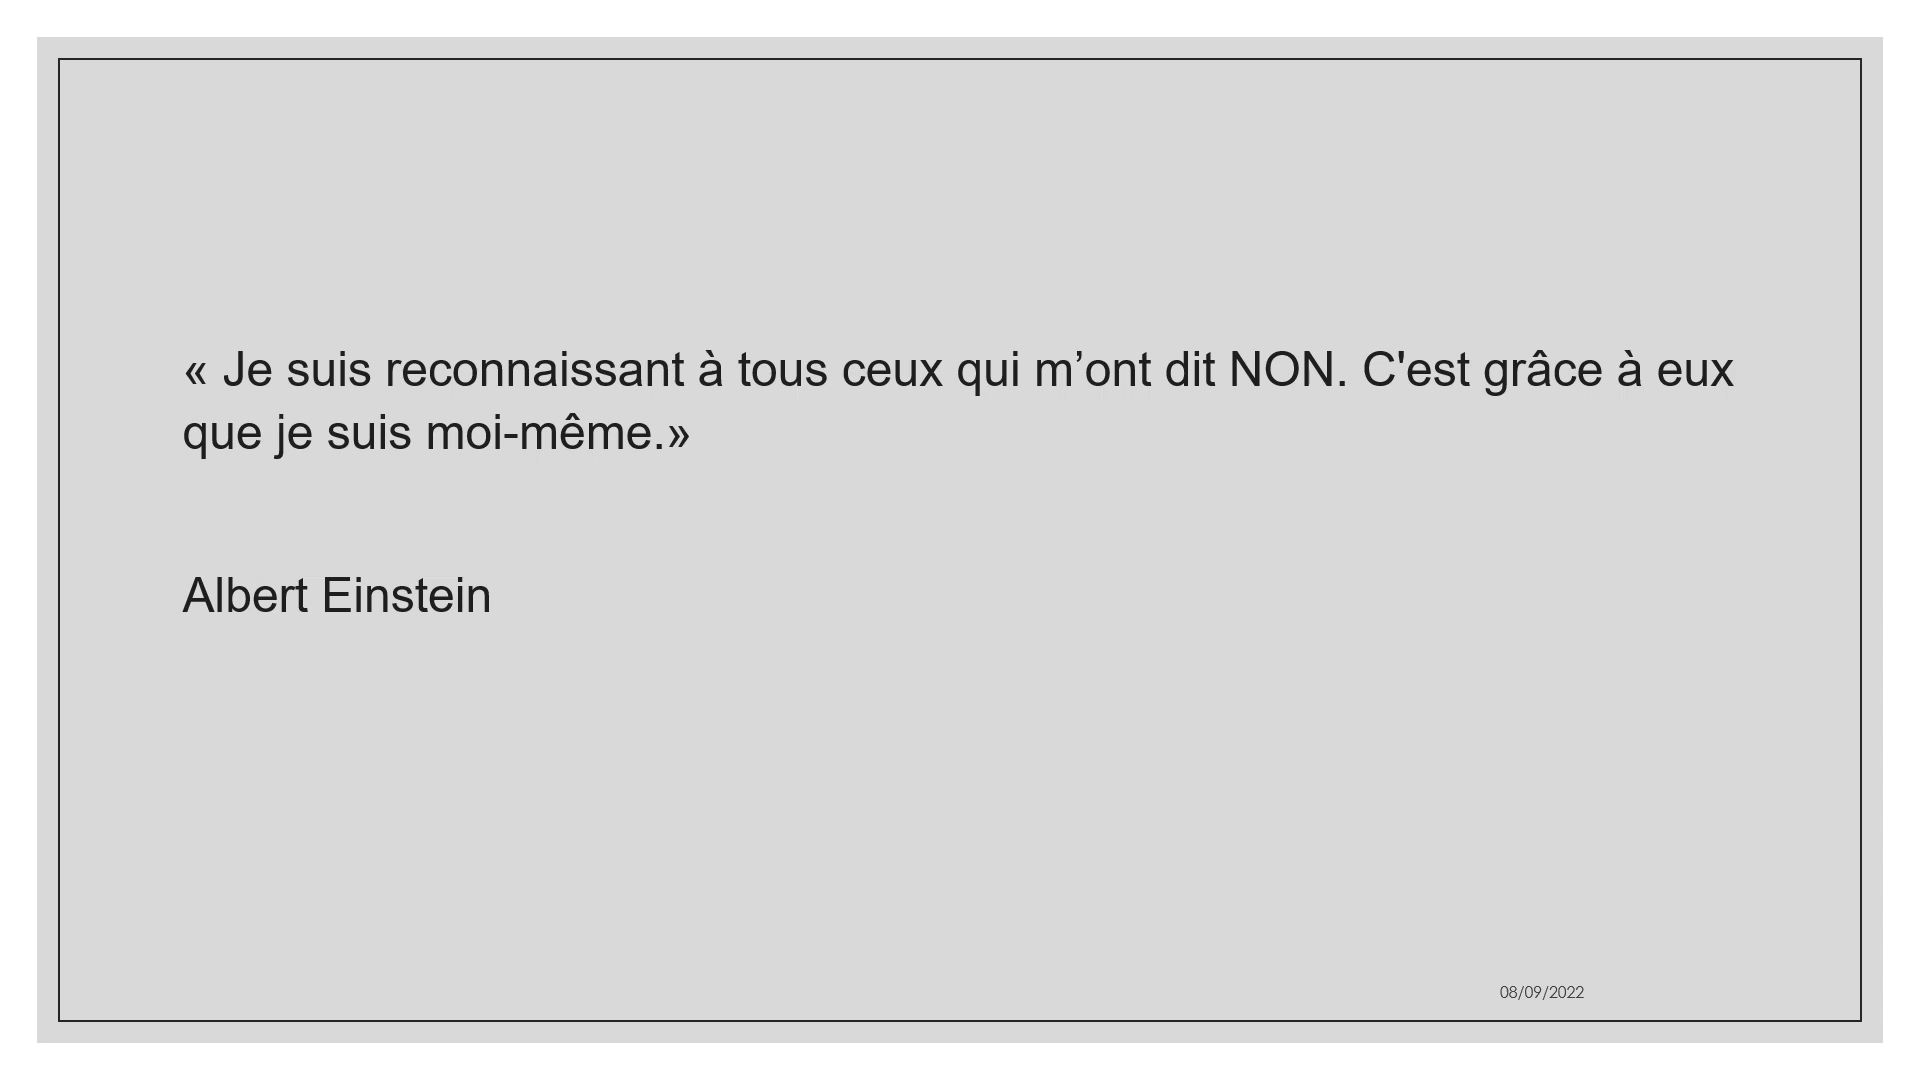 « Je suis reconnaissant à tous ceux qui m’ont dit NON. C'est grâce à eux
que je suis moi-même.»
Albert Einstein
08/09/2022